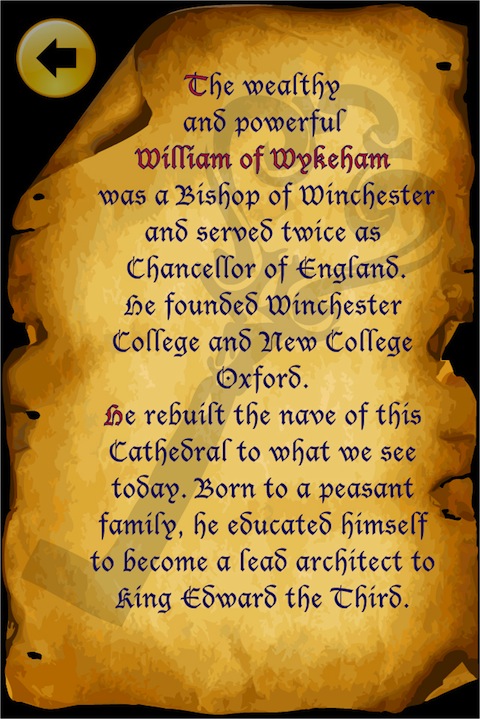 The wealthy
and powerful
William of Wykeham
was a Bishop of Winchester
and served twice as
Chancellor of England.
He founded Winchester
College and New College
Oxford.
He rebuilt the nave of this
Cathedral to what we see
today. Born to a peasant
family, he educated himself
to become a lead architect to
King Edward the Third.